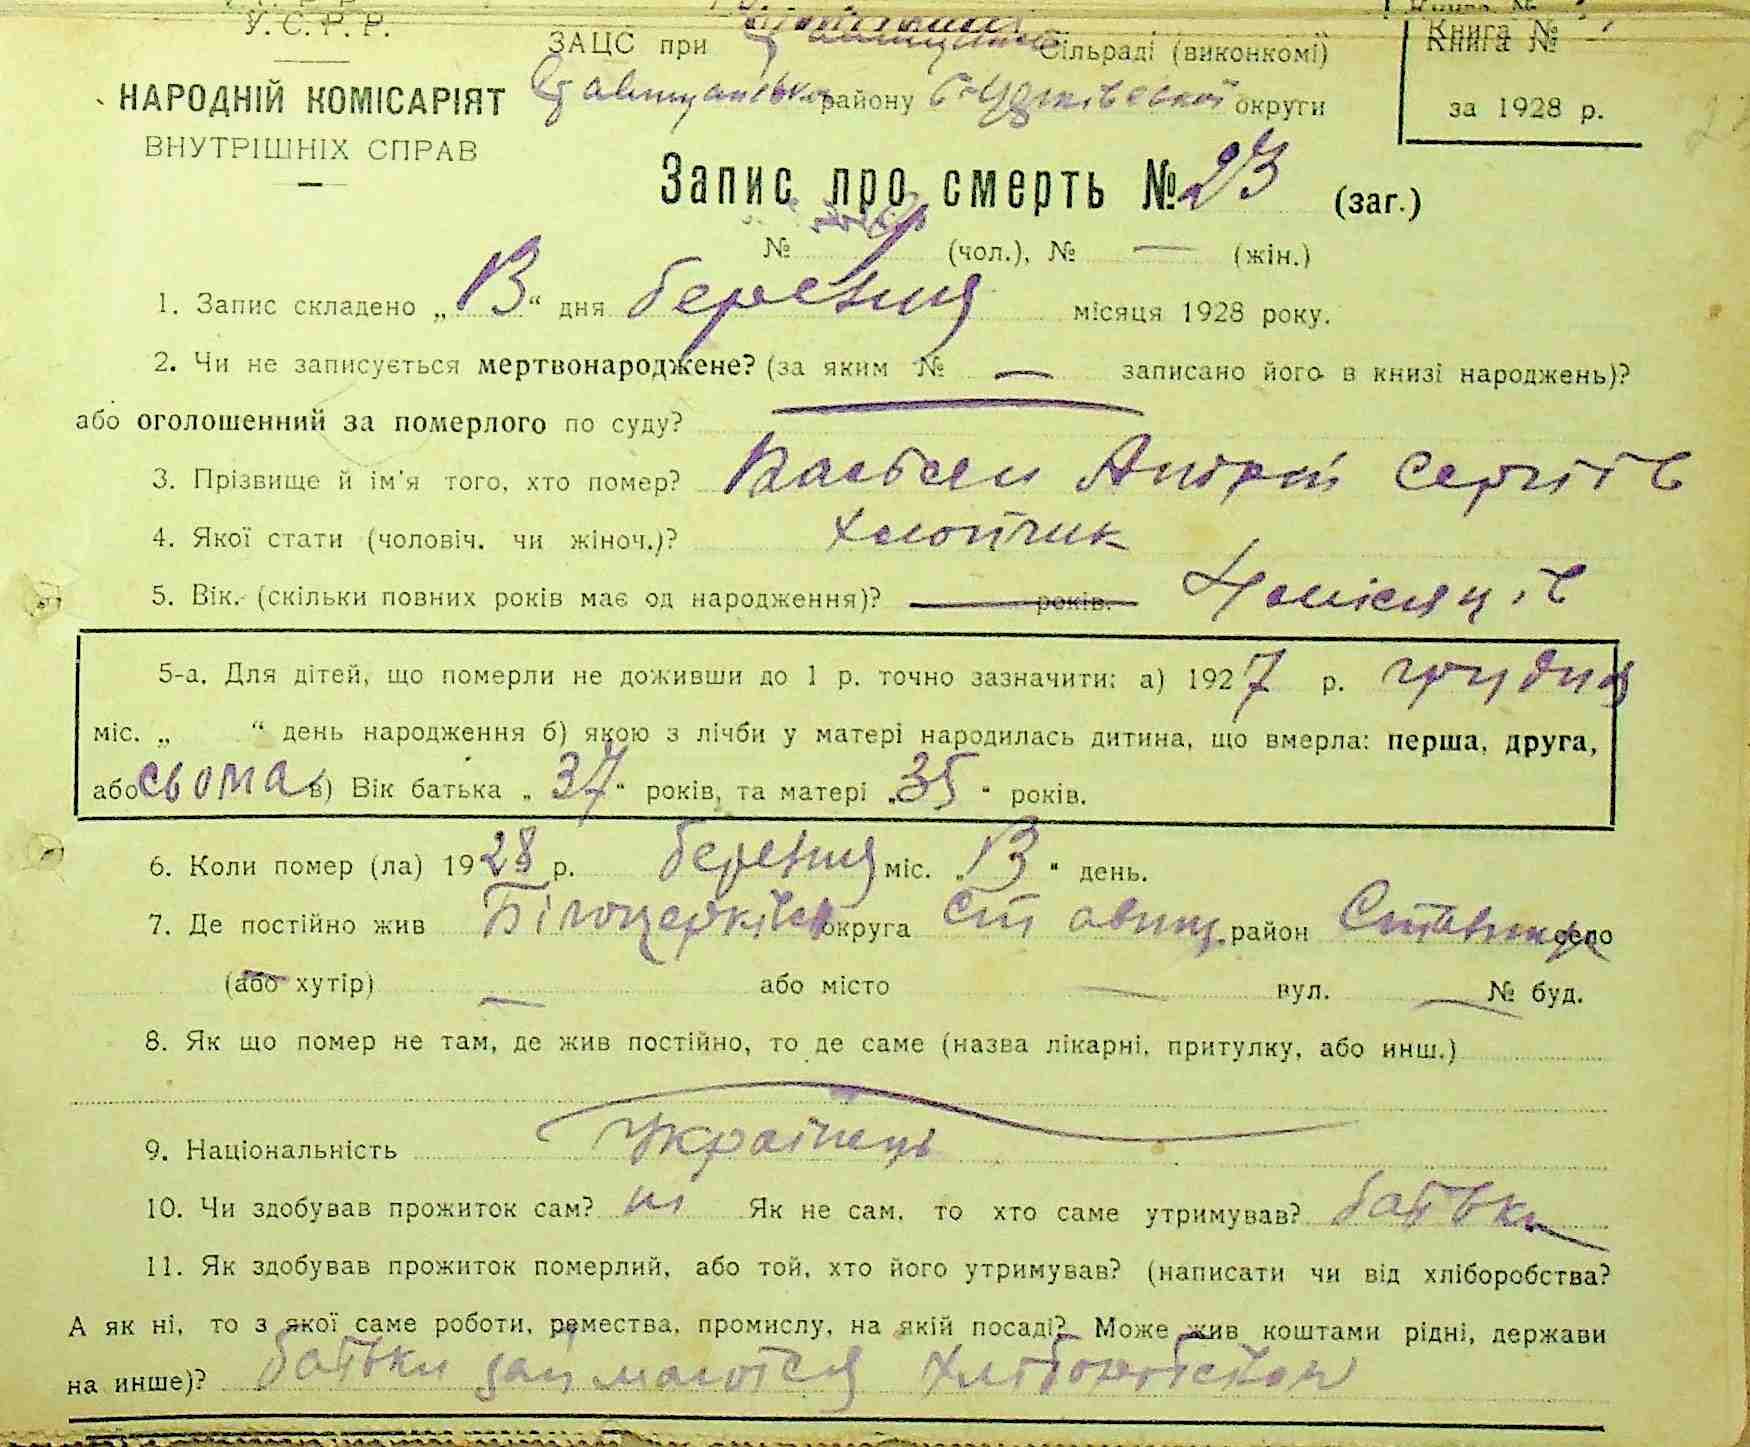 У.С.Р.Р.
НАРОДНІЙ КОМІСАРІЯТ
ВНУТРІШНІХ СПРАВ
ЗАЦС при сільраді (виконкомі)
району Б-Церківської округи
Книга №
за 1928 р.
Запис про смерть № 23 (заг.)
№ (чол.), № — (жін.)
1. Запис складено „13“ дня березня місяця 1928 року.
2. Чи не записується мертвонароджене? (за яким № — записано його в книзі народжень)?
або оголошенний за померлого по суду?
3. Прізвище й ім'я того, хто помер? Андрій Сергіїв
4. Якої стати (чоловіч. чи жіноч.)? хлопчик
5. Вік. (скільки повних років має од народження)? років. 4 місяців
5-а. Для дітей, що померли не доживши до 1 р. точно зазначити: а) 1927 р. грудня
міс. „ “ день народження б) якою з лічби у матері народилась дитина, що вмерла: перша, друга,
або сьома в) Вік батька „37“ років, та матері „35“ років.
6. Коли помер (ла) 1928 р. березня міс. „13“ день.
7. Де постійно жив Білоцерківськ округа Ставищ. район Ставища село
(або хутір) — або місто — вул. — № буд.
8. Як що помер не там, де жив постійно, то де саме (назва лікарні, притулку, або инш.)
9. Національність Українець
10. Чи здобував прожиток сам? ні Як не сам, то хто саме утримував? батьки
11. Як здобував прожиток померлий, або той, хто його утримував? (написати чи від хліборобства?
А як ні, то з якої саме роботи, ремества, промислу, на якій посаді? Може жив коштами рідні, держави
на инше)? батьки займаються хліборобством